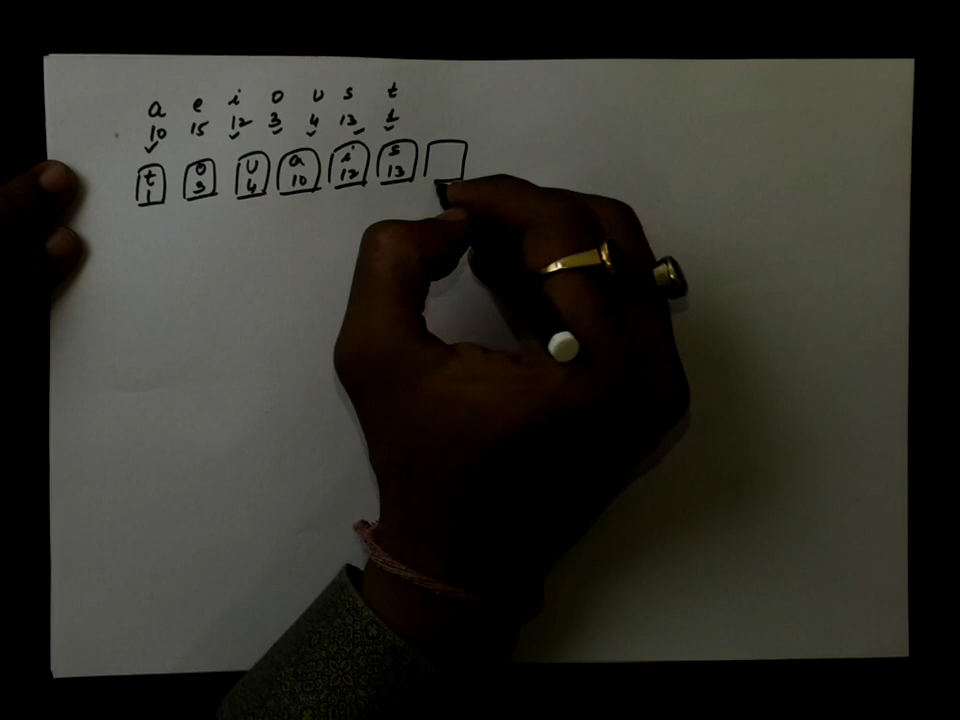 a e i o u s t
10 15 12 3 4 13 1
t o u a i s
1 3 4 10 12 13